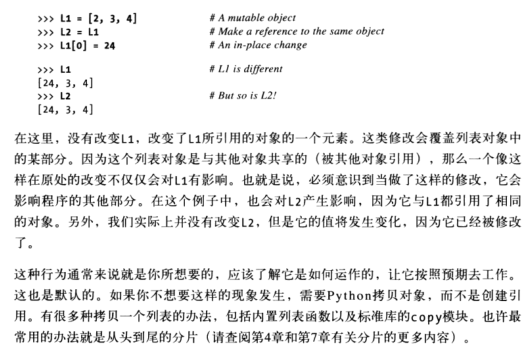 >>> L1 = [2, 3, 4] # A mutable object
>>> L2 = L1 # Make a reference to the same object
>>> L1[0] = 24 # An in-place change
>>> L1 # L1 is different
[24, 3, 4]
>>> L2 # But so is L2!
[24, 3, 4]
在这里，没有改变L1，改变了L1所引用的对象的一个元素。这类修改会覆盖列表对象中
的某部分。因为这个列表对象是与其他对象共享的（被其他对象引用），那么一个像这
样在原处的改变不仅仅会对L1有影响。也就是说，必须意识到当做了这样的修改，它会
影响程序的其他部分。在这个例子中，也会对L2产生影响，因为它与L1都引用了相同
的对象。另外，我们实际上并没有改变L2，但是它的值将发生变化，因为它已经被修改
了。
这种行为通常来说就是你所想要的，应该了解它是如何运作的，让它按照预期去工作。
这也是默认的。如果你不想要这样的现象发生，需要Python拷贝对象，而不是创建引
用。有很多种拷贝一个列表的办法，包括内置列表函数以及标准库的copy模块。也许最
常用的办法就是从头到尾的分片（请查阅第4章和第7章有关分片的更多内容）。